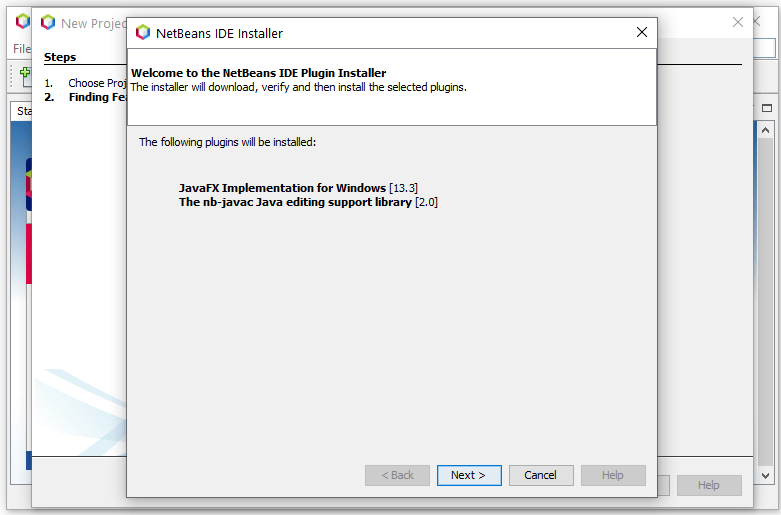 New Project
NetBeans IDE Installer
File
Steps
1. Choose Proj
2. Finding Fea
Sta
Welcome to the NetBeans IDE Plugin Installer
The installer will download, verify and then install the selected plugins.
The following plugins will be installed:
JavaFX Implementation for Windows [13.3]
The nb-javac Java editing support library [2.0]
< Back
Next >
Cancel
Help
Help